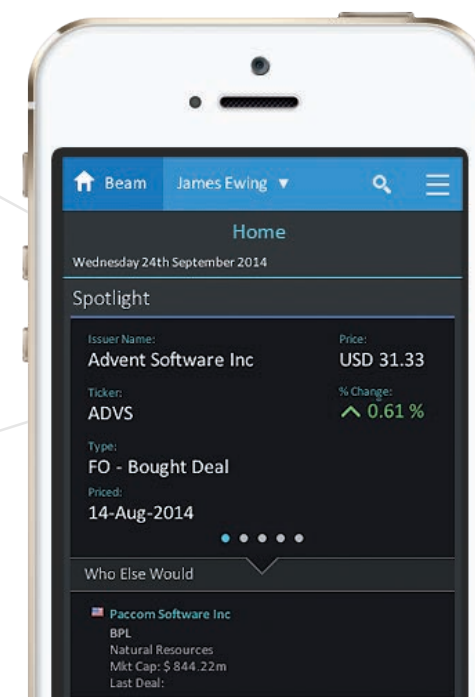 Beam James Ewing
Home
Wednesday 24th September 2014
Spotlight
Issuer Name: Price:
Advent Software Inc USD 31.33
Ticker: % Change:
ADVS 0.61 %
Type:
FO - Bought Deal
Priced:
14-Aug-2014
Who Else Would
Paccom Software Inc
BPL
Natural Resources
Mkt Cap: $ 844.22m
Last Deal: